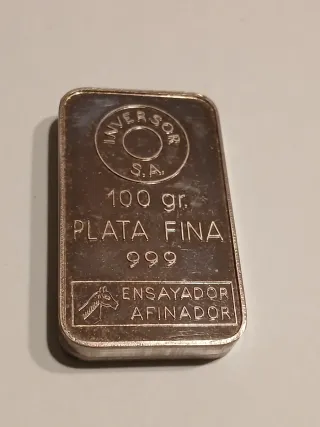 INVERSOR
S.A.
100 gr.
PLATA FINA
999
ENSAYADOR
AFINADOR